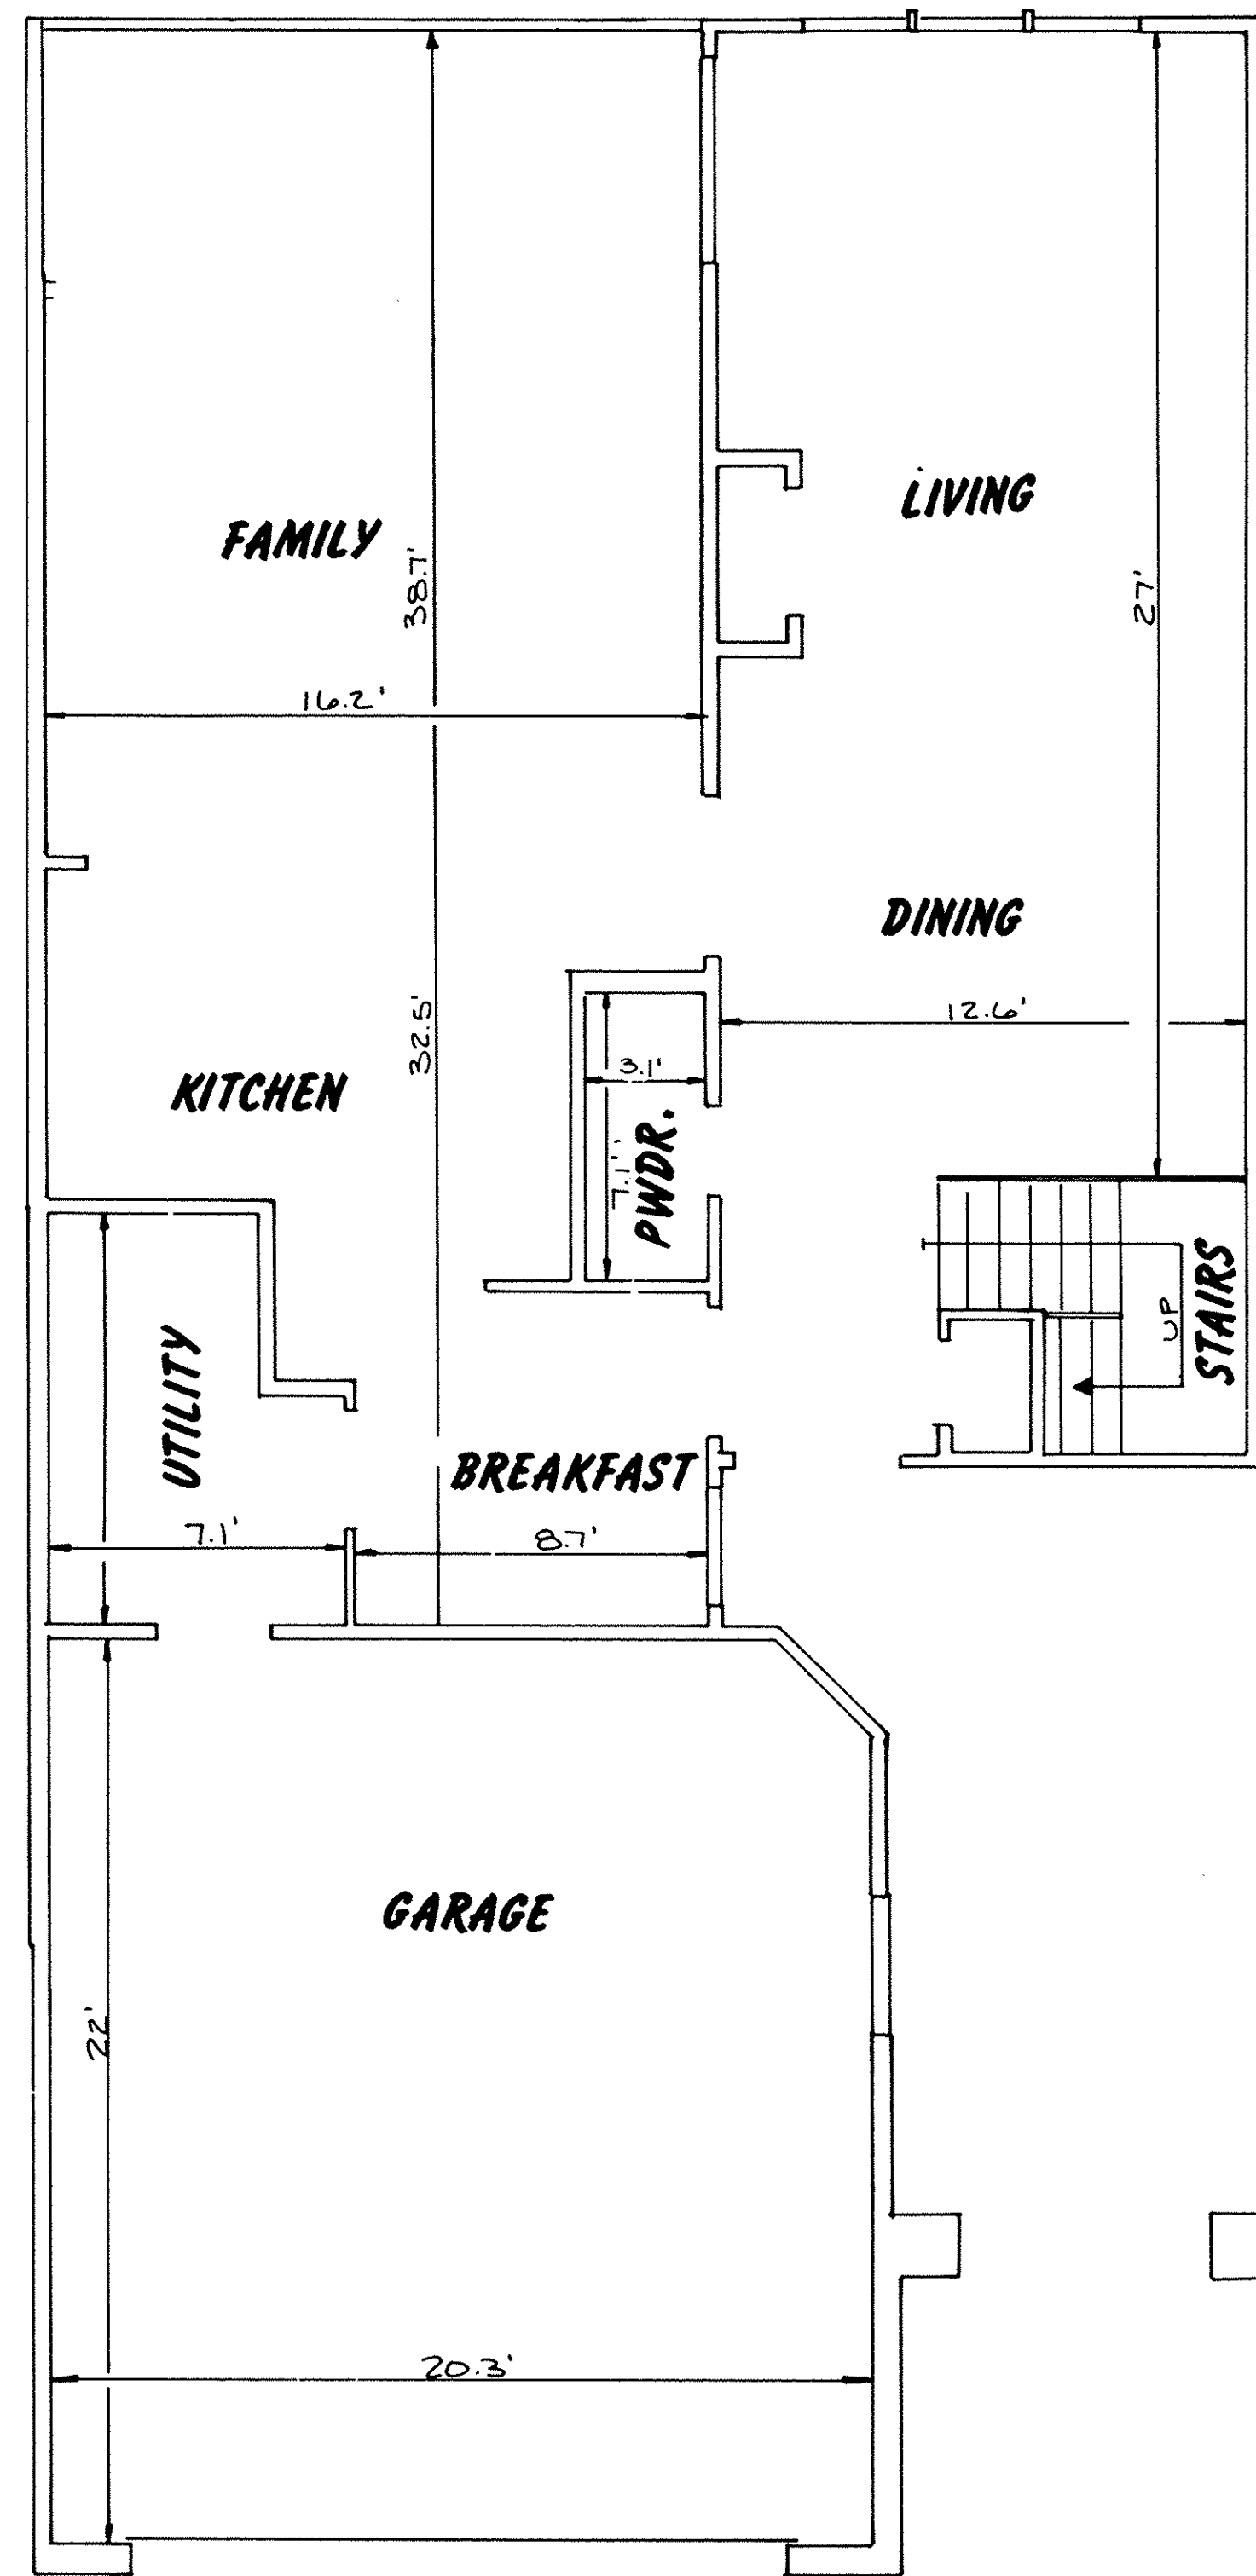 LIVING
FAMILY
38.7'
27'
16.2'
DINING
12.6'
32.5'
3.1'
KITCHEN
PWDR.
7.1'
STAIRS
UP
UTILITY
BREAKFAST
7.1'
8.7'
GARAGE
22'
20.3'